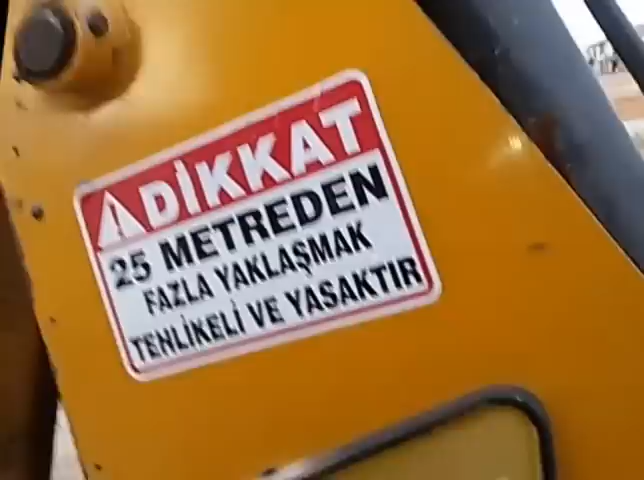 DİKKAT
25 METREDEN
FAZLA YAKLAŞMAK
TEHLİKELİ VE YASAKTIR